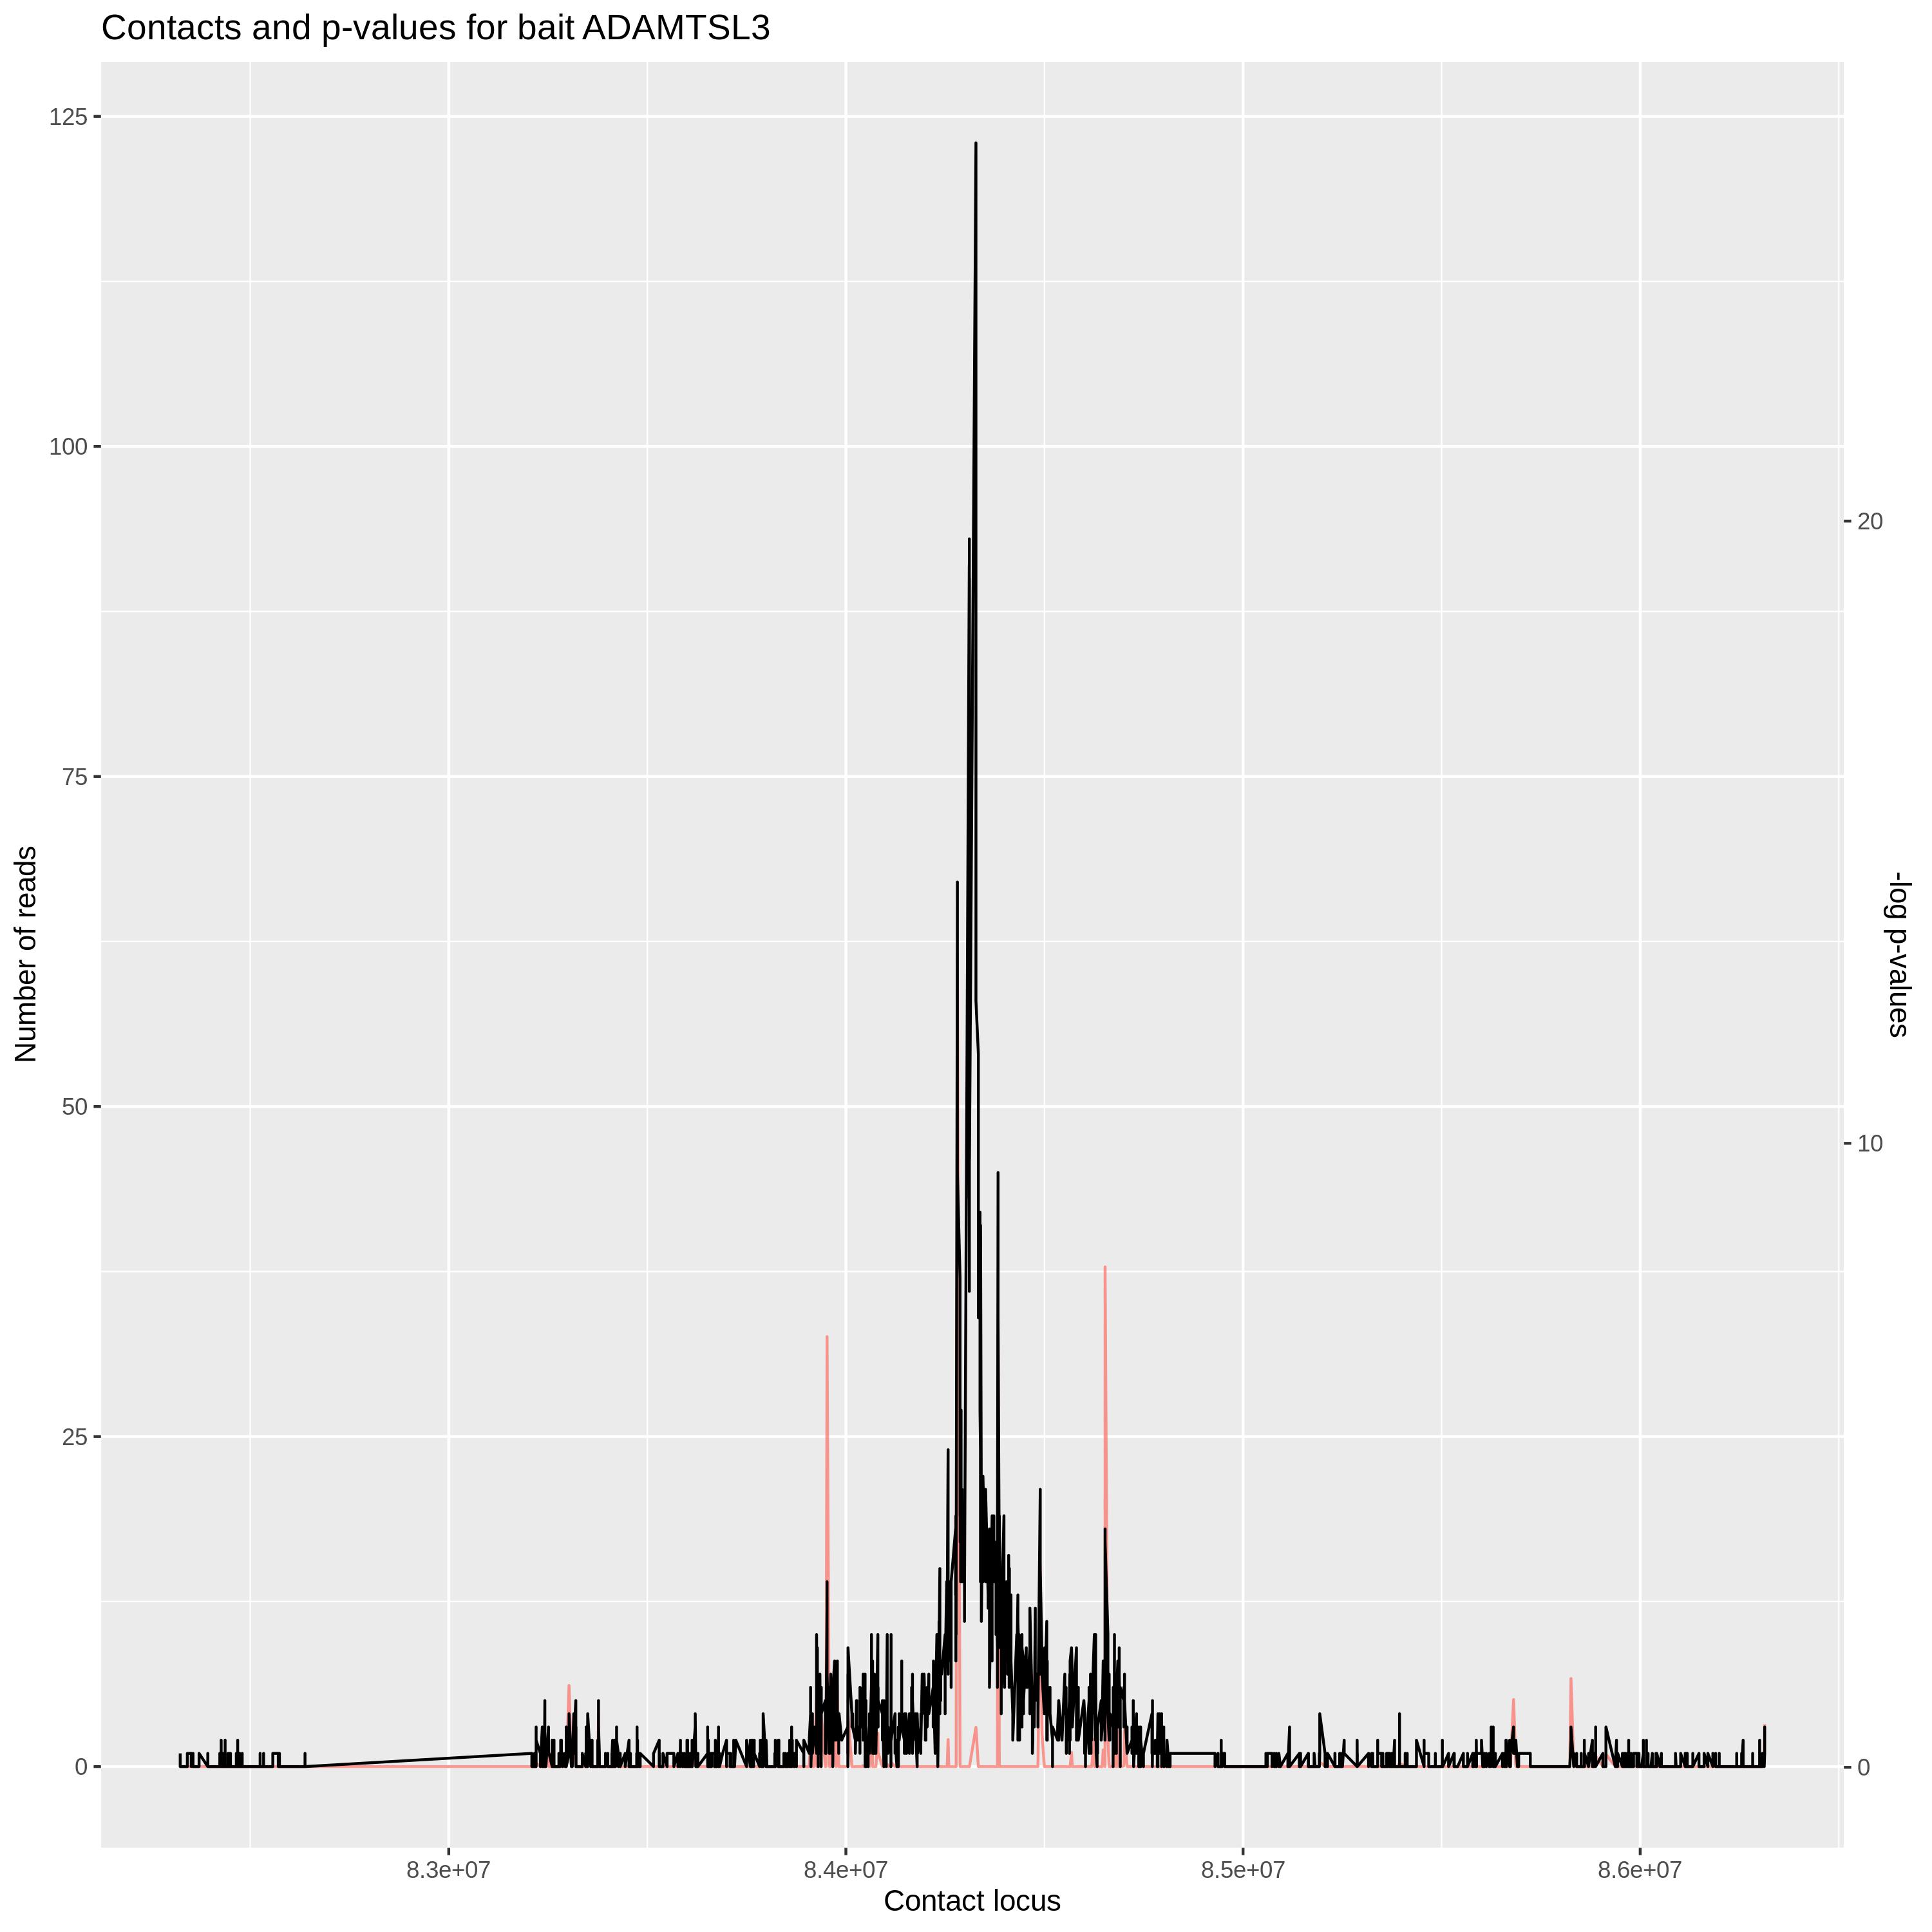 Contacts and p-values for bait ADAMTSL3
125
100
75
50
25
0
Number of reads
20
10
0
-log p-values
8.3e+07
8.4e+07
8.5e+07
8.6e+07
Contact locus